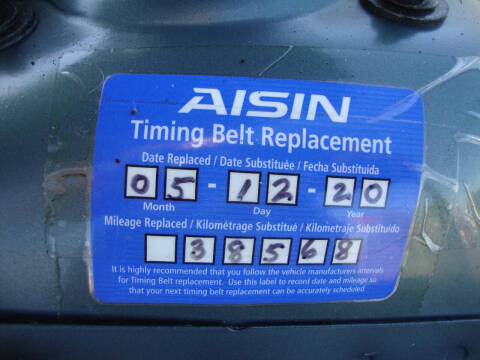 AISIN
Timing Belt Replacement
Date Replaced / Date Substituée / Fecha Substituida
05-12-20
Month Day Year
Mileage Replaced / Kilométrage Substitué / Kilometraje Substituido
38568
It is highly recommended that you follow the vehicle manufacturers intervals
for Timing Belt replacement. Use this label to record date and mileage so
that your next timing belt replacement can be accurately scheduled.